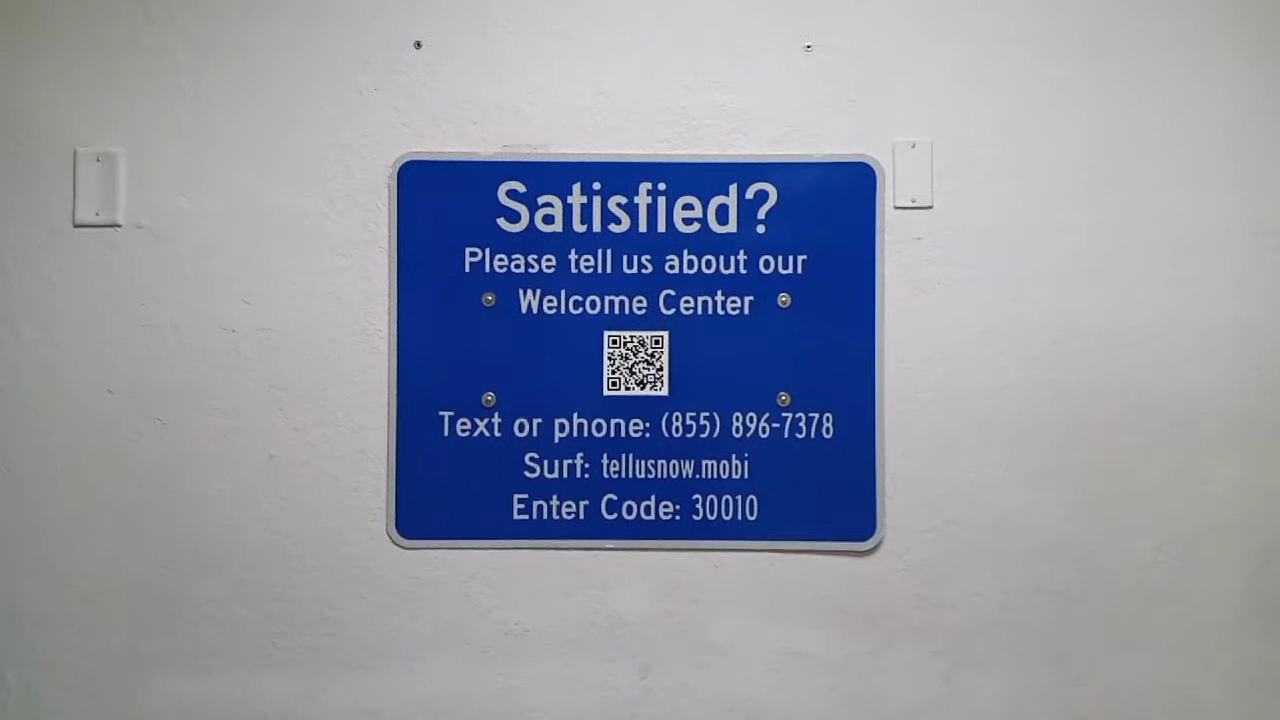 Satisfied?
Please tell us about our
Welcome Center
Text or phone: (855) 896-7378
Surf: tellusnow.mobi
Enter Code: 30010